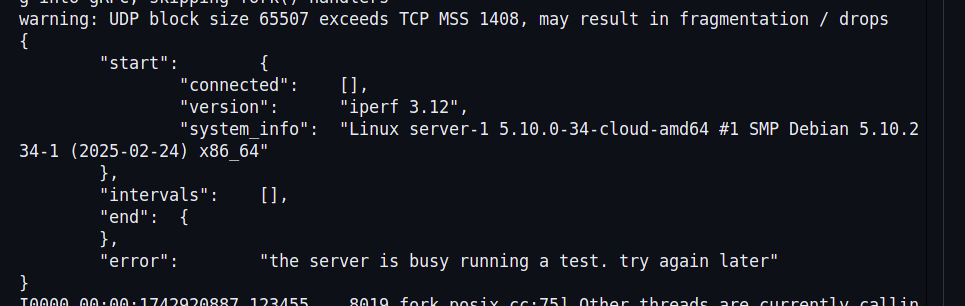 g into gRPC, skipping fork() handlers
warning: UDP block size 65507 exceeds TCP MSS 1408, may result in fragmentation / drops
{
"start": {
"connected": [],
"version": "iperf 3.12",
"system_info": "Linux server-1 5.10.0-34-cloud-amd64 #1 SMP Debian 5.10.2
34-1 (2025-02-24) x86_64"
},
"intervals": [],
"end": {
},
"error": "the server is busy running a test. try again later"
}
I0000 00:00:1742920887.123455 8019 fork_posix.cc:75] Other threads are currently callin